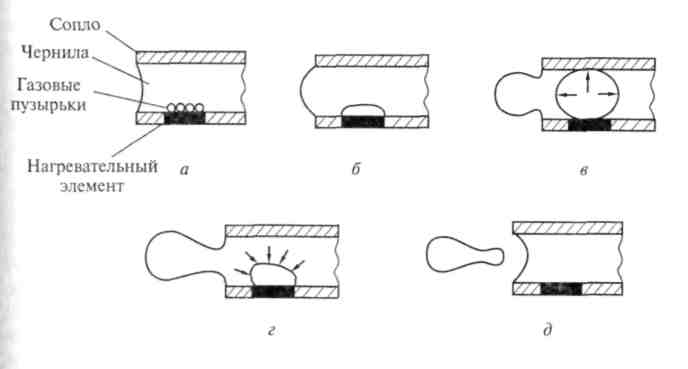 Сопло
Чернила
Газовые
пузырьки
Нагревательный
элемент
а
б
в
г
д